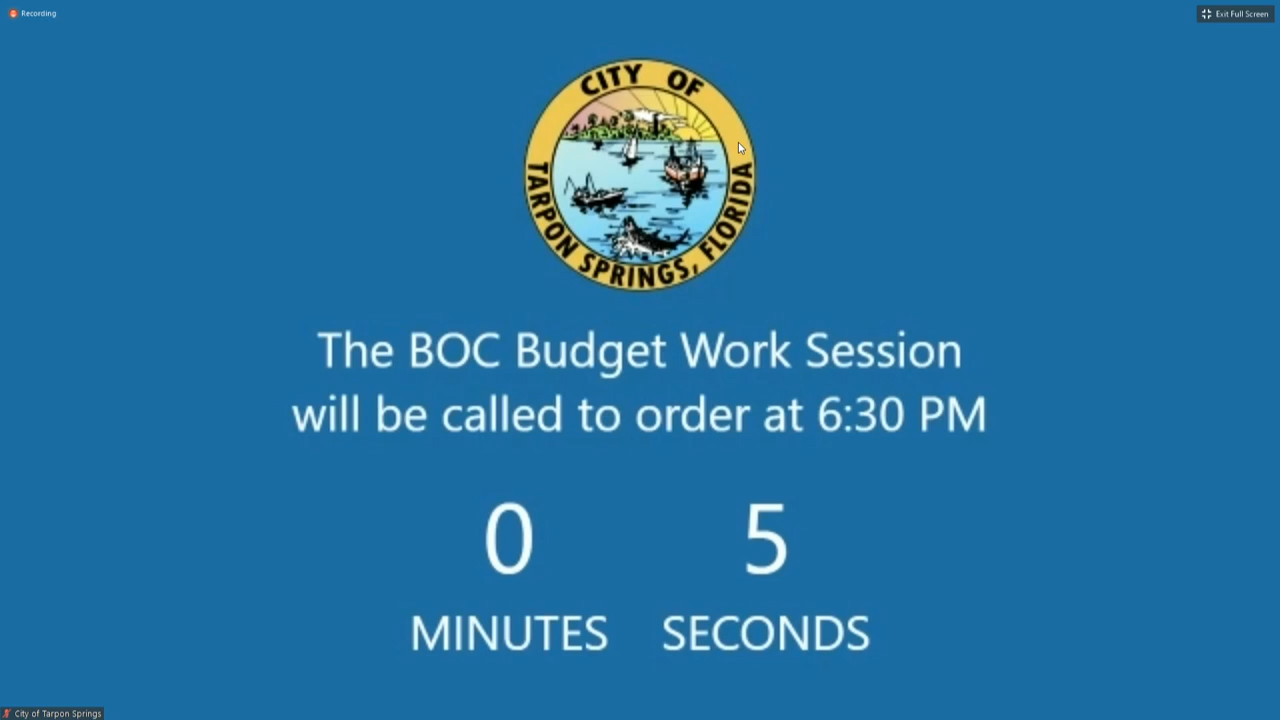 Recording
Exit Full Screen
CITY OF
TARPON SPRINGS, FLORIDA
The BOC Budget Work Session
will be called to order at 6:30 PM
0 5
MINUTES SECONDS
City of Tarpon Springs